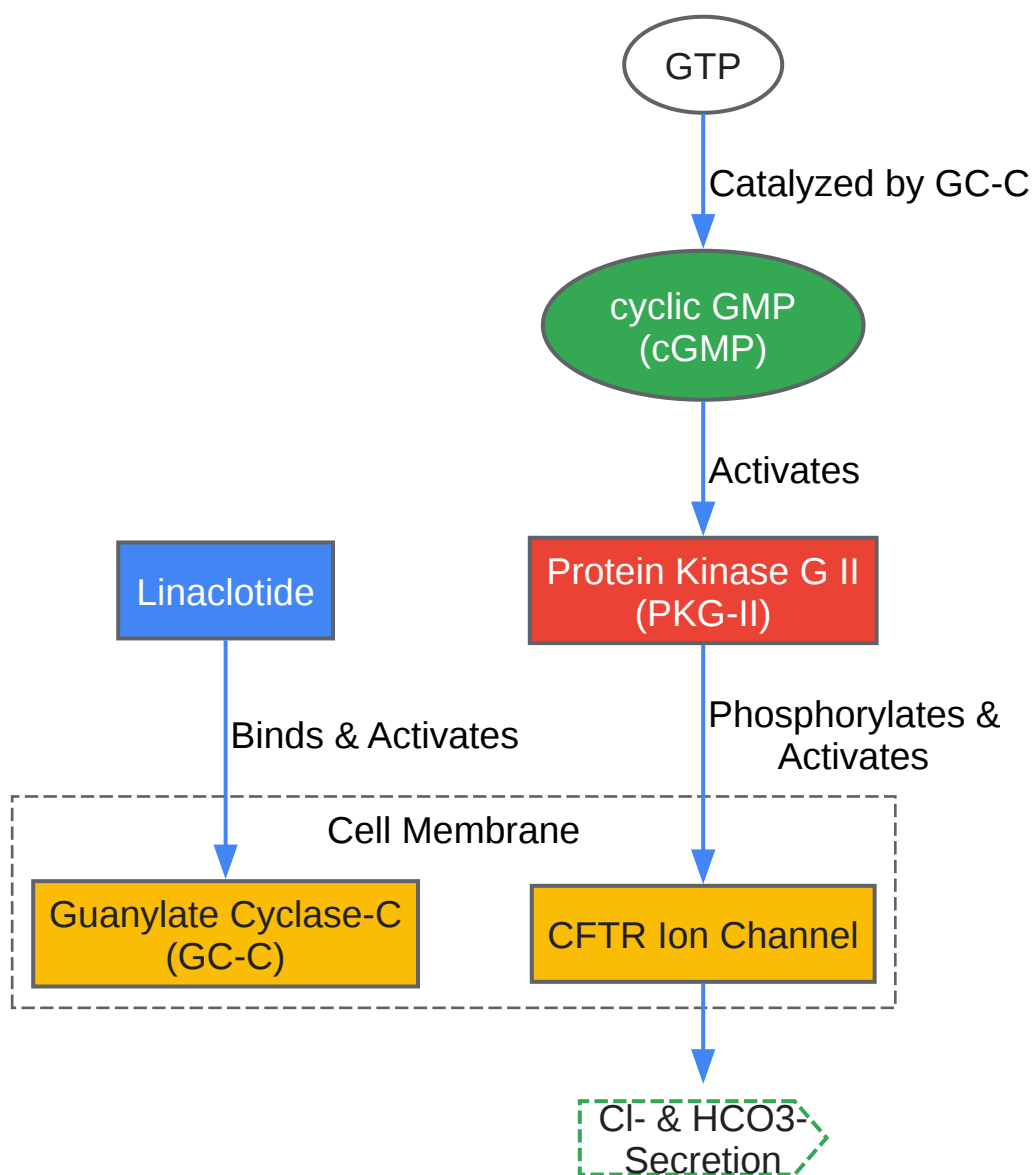 GTP
Catalyzed by GC-C
cyclic GMP
(cGMP)
Activates
Linaclotide
Protein Kinase G II
(PKG-II)
Binds & Activates
Phosphorylates &
Activates
Cell Membrane
Guanylate Cyclase-C
(GC-C)
CFTR Ion Channel
Cl- & HCO3-
Secretion